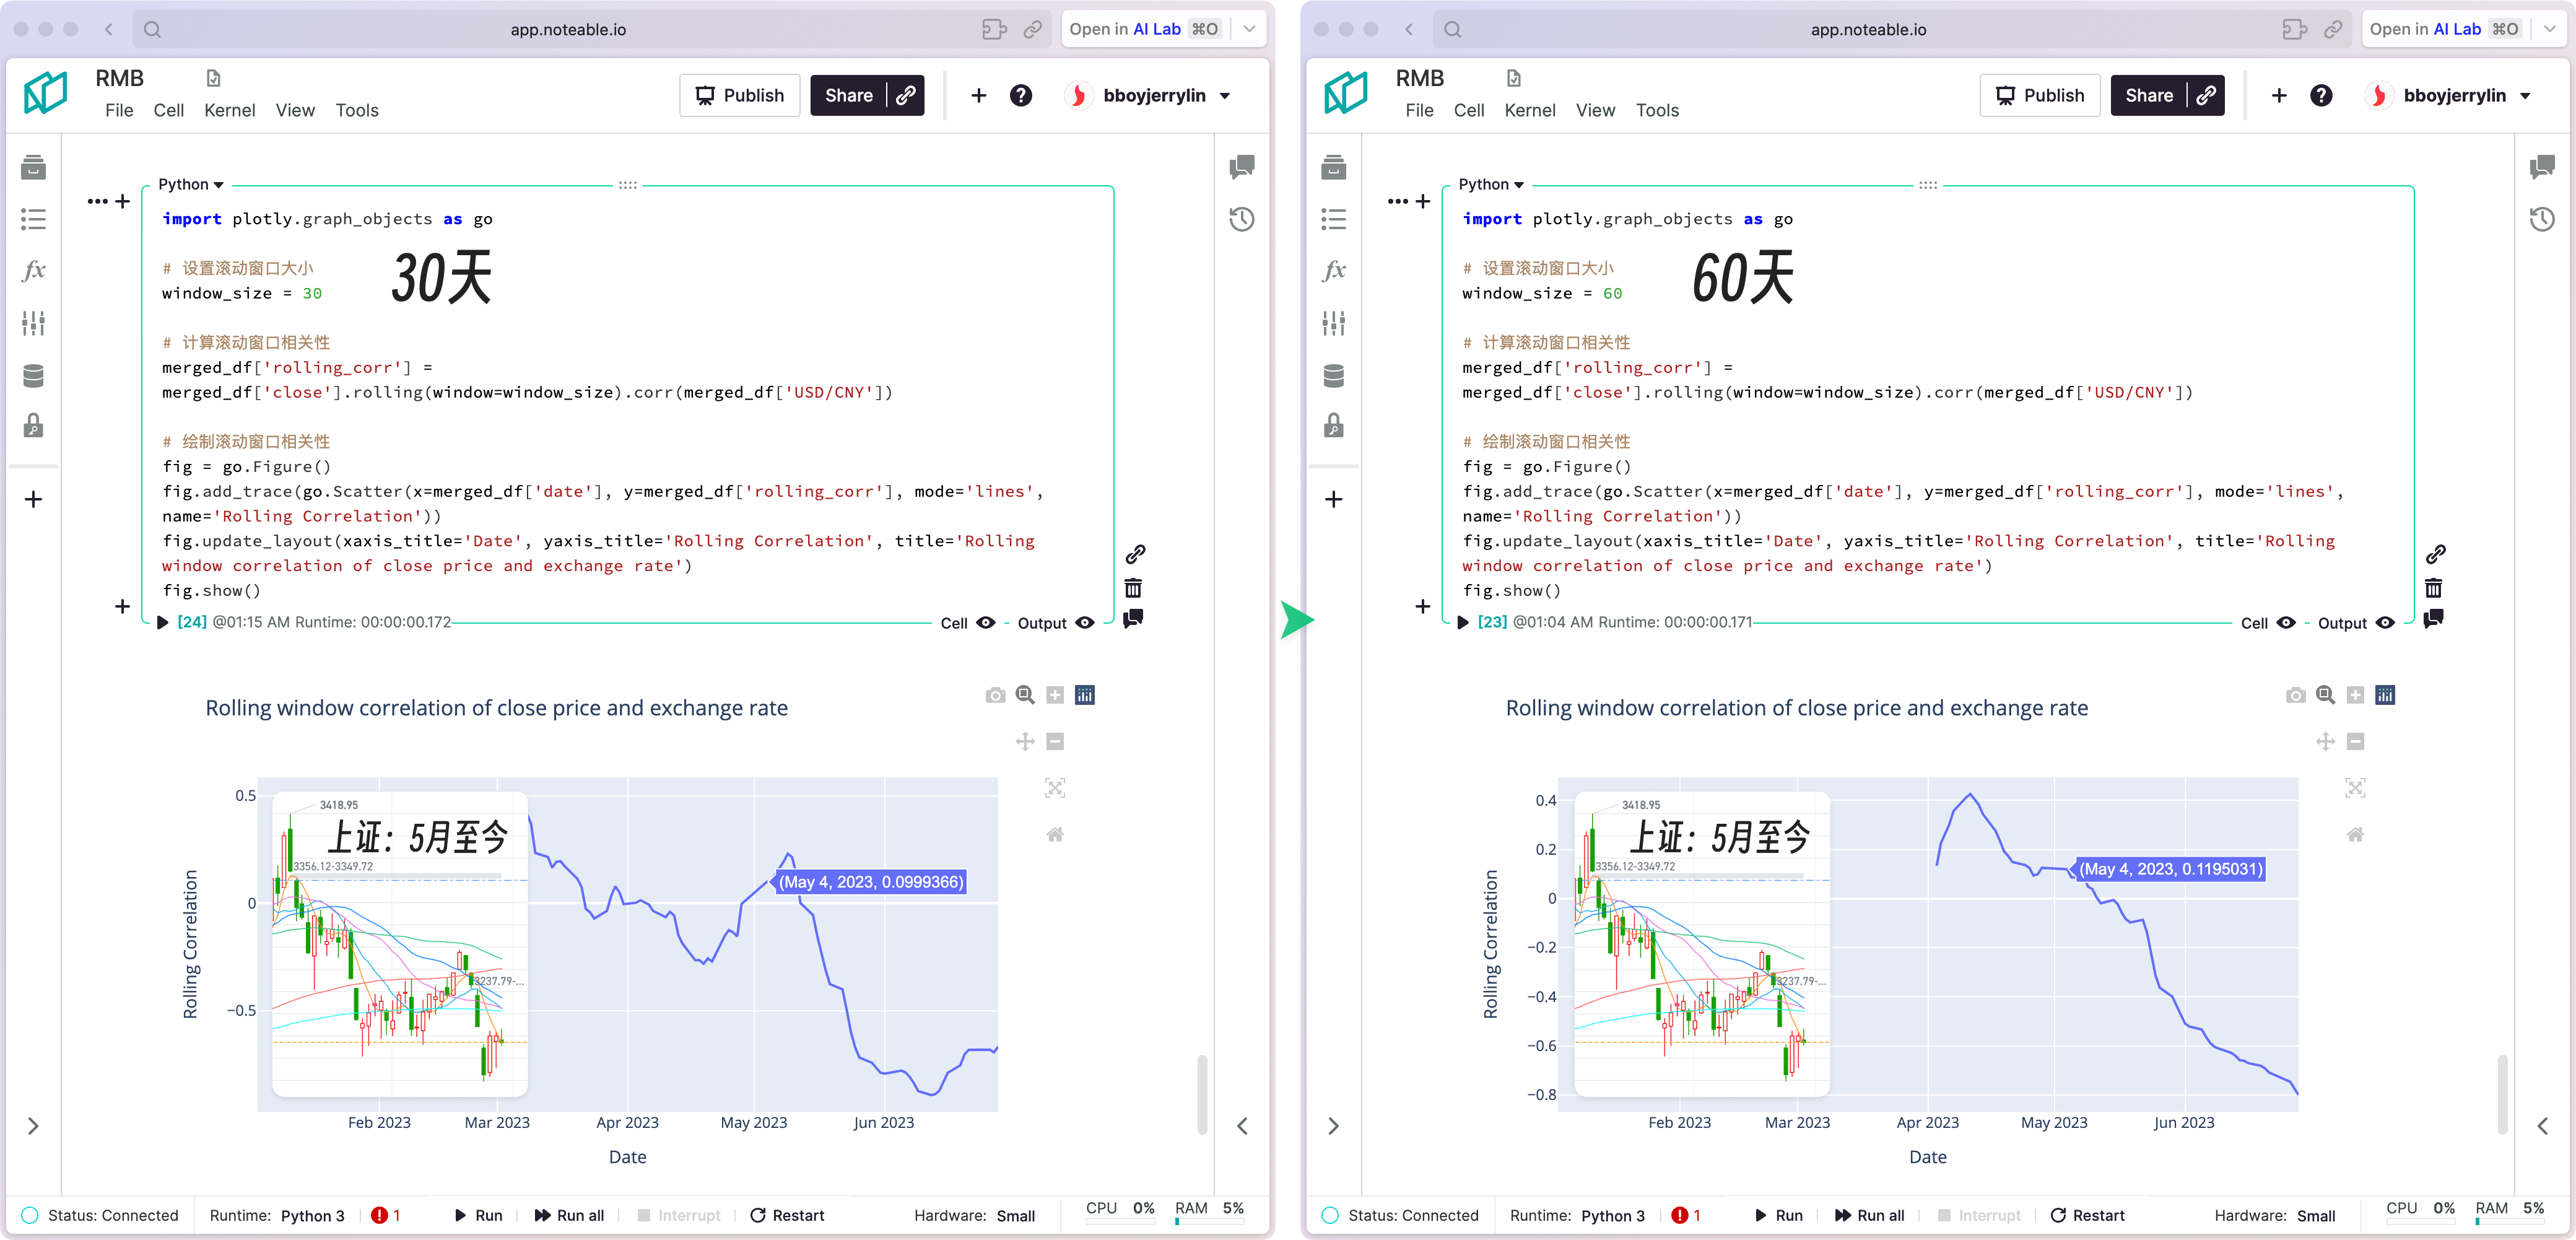 app.noteable.io
Open in AI Lab ⌘O
RMB
File Cell Kernel View Tools
Publish
Share
bboyjerrylin
Python
import plotly.graph_objects as go
# 设置滚动窗口大小
30天
window_size = 30
# 计算滚动窗口相关性
merged_df['rolling_corr'] =
merged_df['close'].rolling(window=window_size).corr(merged_df['USD/CNY'])
# 绘制滚动窗口相关性
fig = go.Figure()
fig.add_trace(go.Scatter(x=merged_df['date'], y=merged_df['rolling_corr'], mode='lines',
name='Rolling Correlation'))
fig.update_layout(xaxis_title='Date', yaxis_title='Rolling Correlation', title='Rolling
window correlation of close price and exchange rate')
fig.show()
[24] @01:15 AM Runtime: 00:00:00.172
Cell Output
Rolling window correlation of close price and exchange rate
0.5
0
−0.5
Rolling Correlation
3418.95
上证：5月至今
3356.12-3349.72
3237.79-...
(May 4, 2023, 0.0999366)
Feb 2023 Mar 2023 Apr 2023 May 2023 Jun 2023
Date
Status: Connected Runtime: Python 3 1 Run Run all Interrupt Restart Hardware: Small CPU 0% RAM 5%
app.noteable.io
Open in AI Lab ⌘O
RMB
File Cell Kernel View Tools
Publish
Share
bboyjerrylin
Python
import plotly.graph_objects as go
# 设置滚动窗口大小
60天
window_size = 60
# 计算滚动窗口相关性
merged_df['rolling_corr'] =
merged_df['close'].rolling(window=window_size).corr(merged_df['USD/CNY'])
# 绘制滚动窗口相关性
fig = go.Figure()
fig.add_trace(go.Scatter(x=merged_df['date'], y=merged_df['rolling_corr'], mode='lines',
name='Rolling Correlation'))
fig.update_layout(xaxis_title='Date', yaxis_title='Rolling Correlation', title='Rolling
window correlation of close price and exchange rate')
fig.show()
[23] @01:04 AM Runtime: 00:00:00.171
Cell Output
Rolling window correlation of close price and exchange rate
0.4
0.2
0
−0.2
−0.4
−0.6
−0.8
Rolling Correlation
3418.95
上证：5月至今
3356.12-3349.72
3237.79-...
(May 4, 2023, 0.1195031)
Feb 2023 Mar 2023 Apr 2023 May 2023 Jun 2023
Date
Status: Connected Runtime: Python 3 1 Run Run all Interrupt Restart Hardware: Small CPU 0% RAM 5%